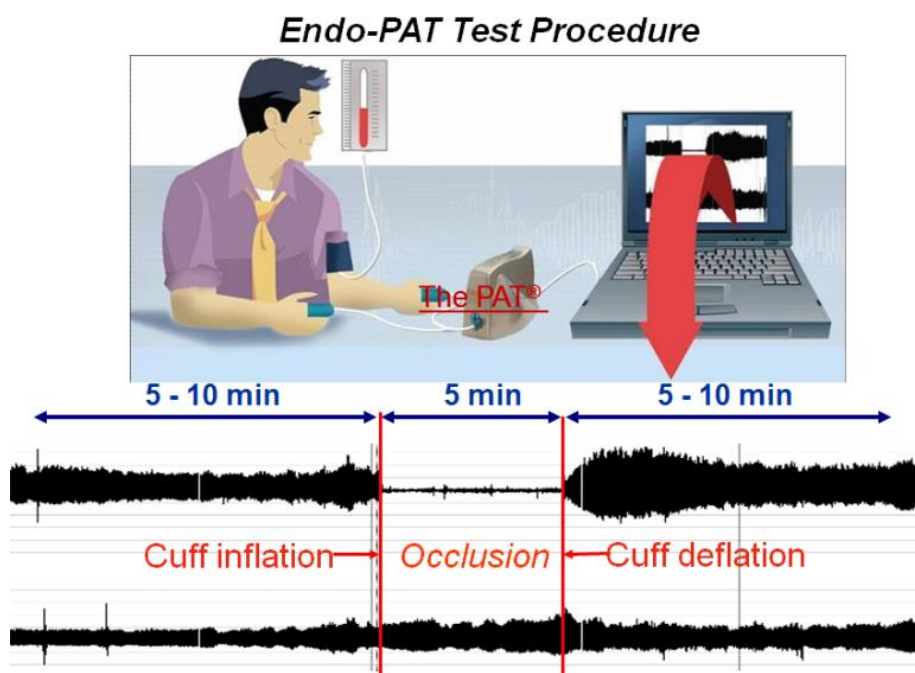 Endo-PAT Test Procedure
The PAT®
5 - 10 min
5 min
5 - 10 min
Cuff inflation
Occlusion
Cuff deflation